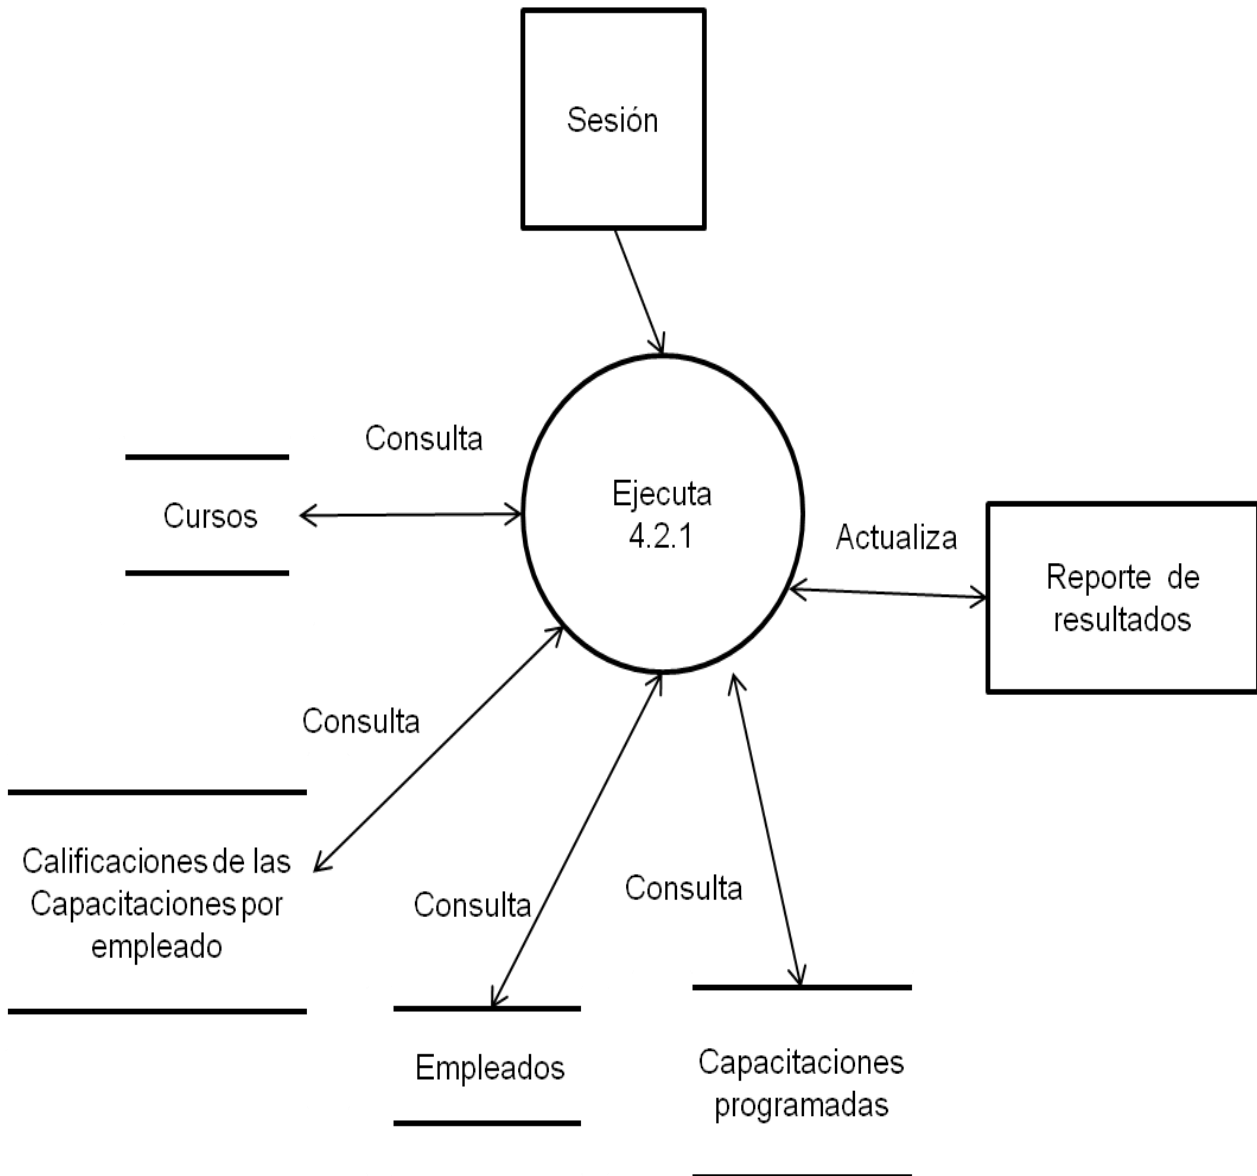 Sesión
Consulta
Ejecuta
4.2.1
Cursos
Actualiza
Reporte de
resultados
Consulta
Calificaciones de las
Capacitaciones por
empleado
Consulta
Consulta
Empleados
Capacitaciones
programadas